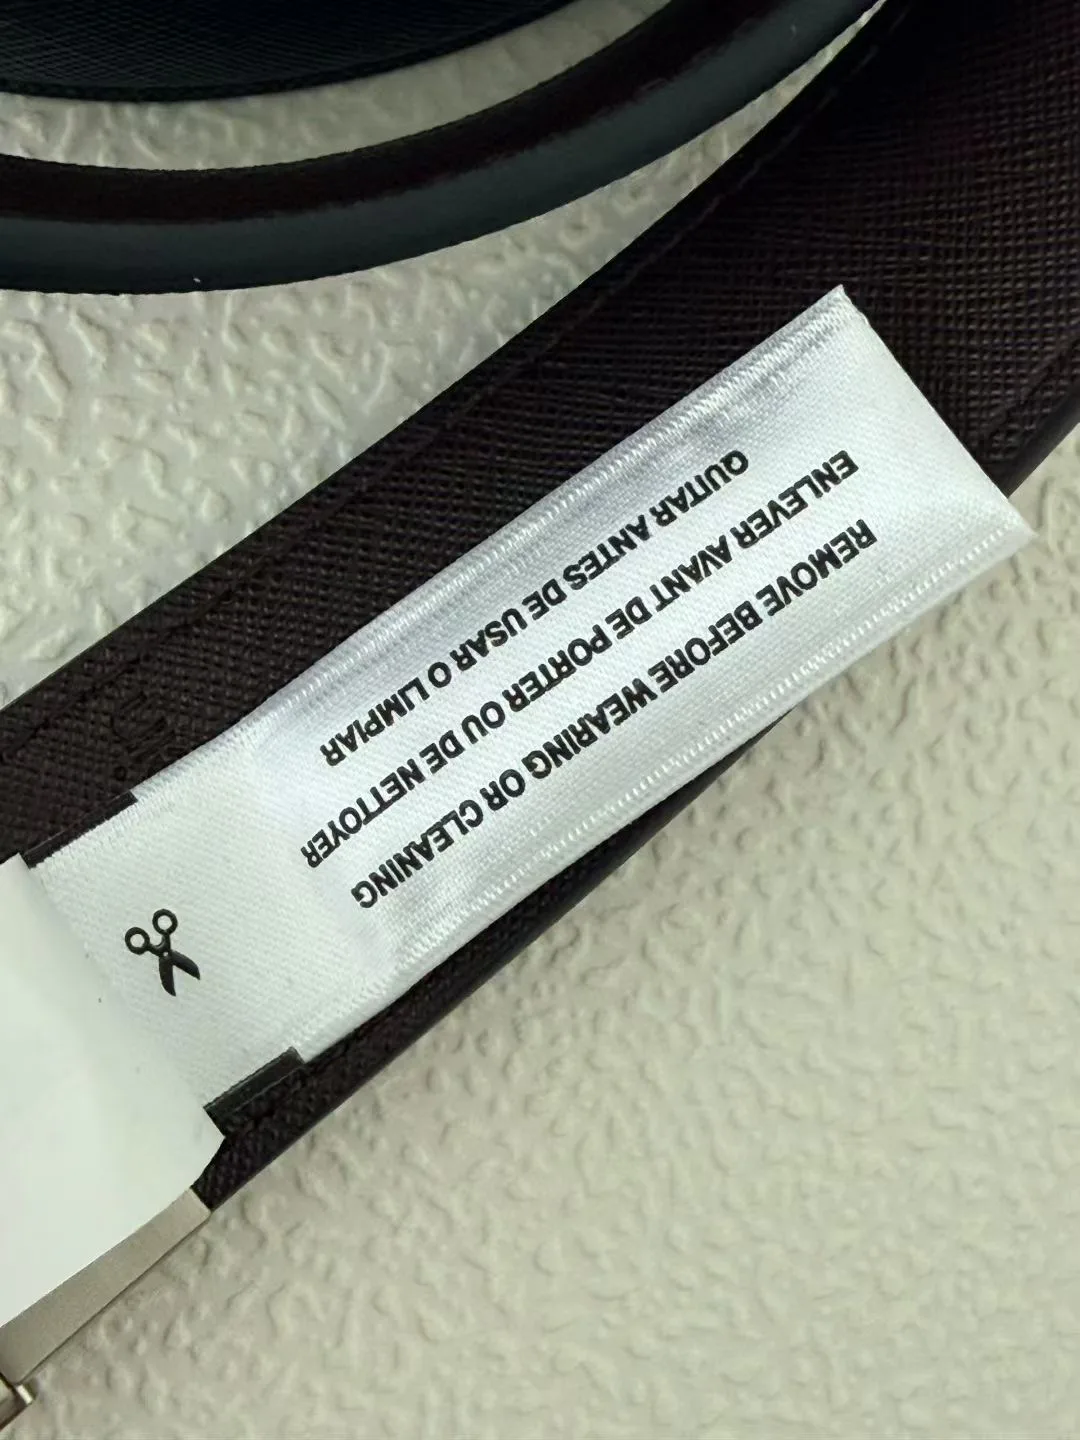 REMOVE BEFORE WEARING OR CLEANING
ENLEVER AVANT DE PORTER OU DE NETTOYER
QUITAR ANTES DE USAR O LIMPIAR